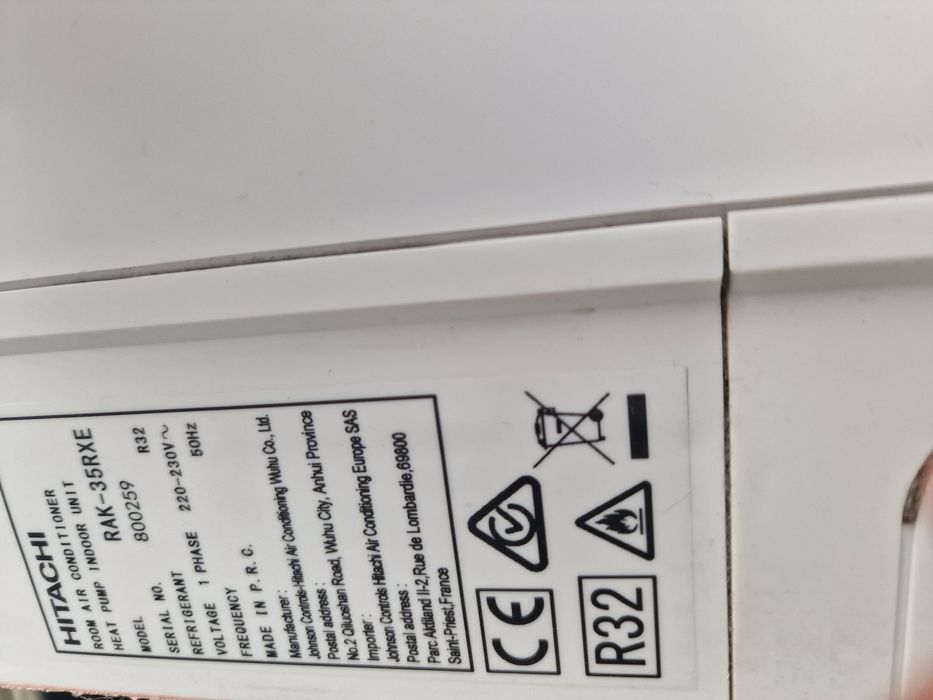 HITACHI
ROOM AIR CONDITIONER
HEAT PUMP INDOOR UNIT
MODEL RAK-35RXE
SERIAL NO. 800259
REFRIGERANT R32
VOLTAGE 1 PHASE 220-230V~
FREQUENCY 50Hz
MADE IN P. R. C.
Manufacturer:
Johnson Controls-Hitachi Air Conditioning Wuhu Co., Ltd.
Postal address:
No.2 Qiluoshan Road, Wuhu City, Anhui Province
Importer:
Johnson Controls Hitachi Air Conditioning Europe SAS
Postal address:
Parc Aktiland II-2,Rue de Lombardie,69800
Saint-Priest,France
CE
R32